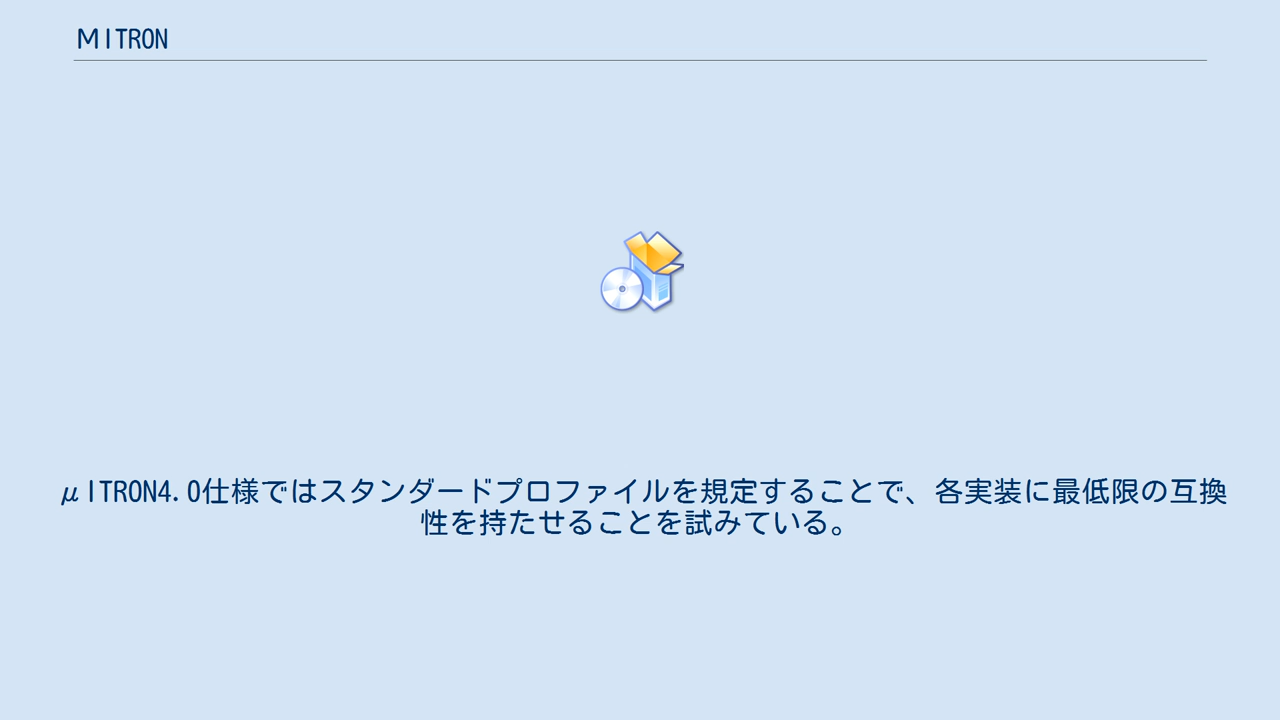 ΜITRON
μITRON4.0仕様ではスタンダードプロファイルを規定することで、各実装に最低限の互換
性を持たせることを試みている。